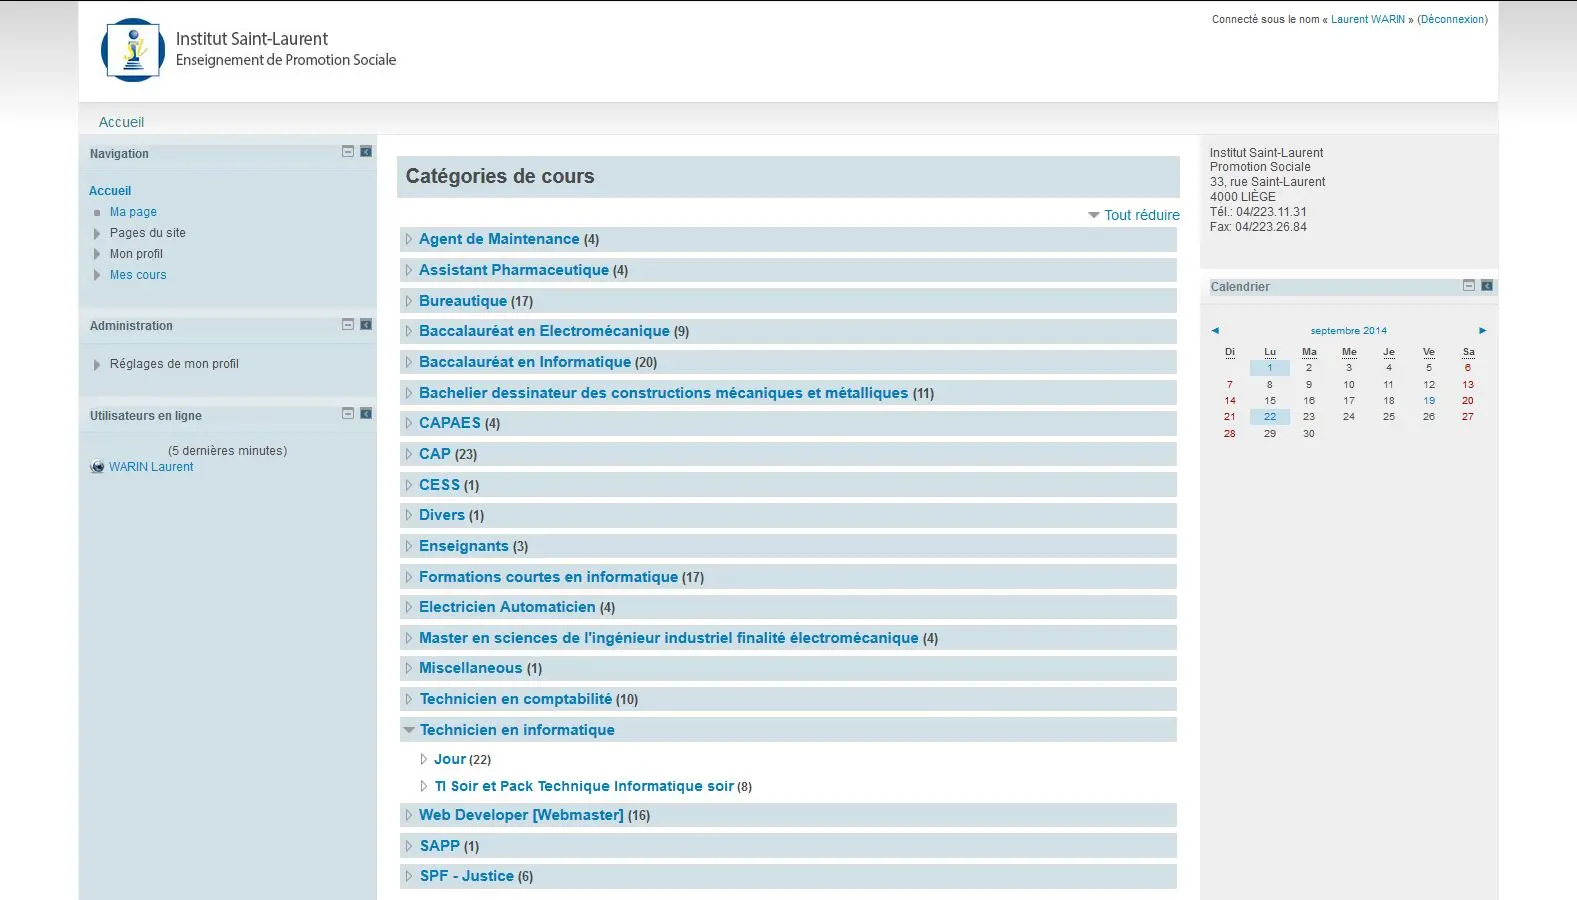 Institut Saint-Laurent
Enseignement de Promotion Sociale
Connecté sous le nom « Laurent WARIN » (Déconnexion)
Accueil
Navigation
Accueil
Ma page
Pages du site
Mon profil
Mes cours
Administration
Réglages de mon profil
Utilisateurs en ligne
(5 dernières minutes)
WARIN Laurent
Catégories de cours
Tout réduire
Agent de Maintenance (4)
Assistant Pharmaceutique (4)
Bureautique (17)
Baccalauréat en Electromécanique (9)
Baccalauréat en Informatique (20)
Bachelier dessinateur des constructions mécaniques et métalliques (11)
CAPAES (4)
CAP (23)
CESS (1)
Divers (1)
Enseignants (3)
Formations courtes en informatique (17)
Electricien Automaticien (4)
Master en sciences de l'ingénieur industriel finalité électromécanique (4)
Miscellaneous (1)
Technicien en comptabilité (10)
Technicien en informatique
Jour (22)
TI Soir et Pack Technique Informatique soir (8)
Web Developer [Webmaster] (16)
SAPP (1)
SPF - Justice (6)
Institut Saint-Laurent
Promotion Sociale
33, rue Saint-Laurent
4000 LIÈGE
Tél.: 04/223.11.31
Fax: 04/223.26.84
Calendrier
◄ septembre 2014 ►
Di Lu Ma Me Je Ve Sa
1 2 3 4 5 6
7 8 9 10 11 12 13
14 15 16 17 18 19 20
21 22 23 24 25 26 27
28 29 30